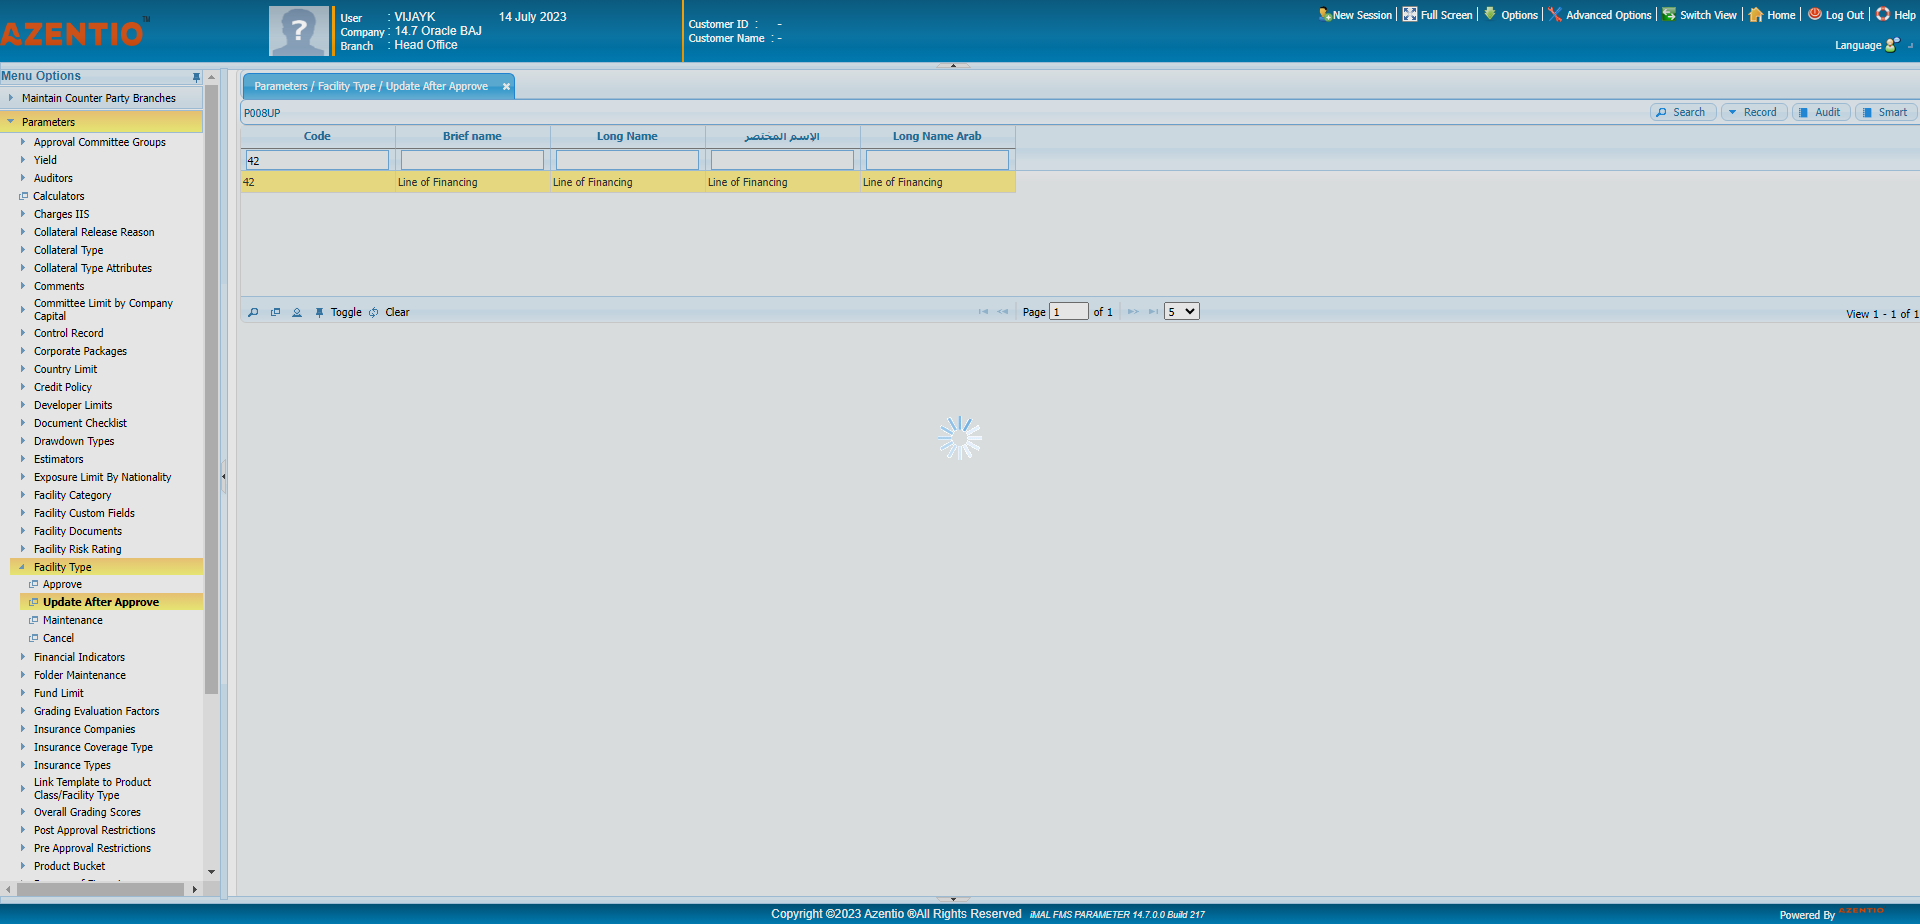 AZENTIO™
User : VIJAYK 14 July 2023
Company : 14.7 Oracle BAJ
Branch : Head Office
Customer ID : -
Customer Name : -
New Session Full Screen Options Advanced Options Switch View Home Log Out Help
Language
Menu Options
Maintain Counter Party Branches
Parameters
Approval Committee Groups
Yield
Auditors
Calculators
Charges IIS
Collateral Release Reason
Collateral Type
Collateral Type Attributes
Comments
Committee Limit by Company
Capital
Control Record
Corporate Packages
Country Limit
Credit Policy
Developer Limits
Document Checklist
Drawdown Types
Estimators
Exposure Limit By Nationality
Facility Category
Facility Custom Fields
Facility Documents
Facility Risk Rating
Facility Type
Approve
Update After Approve
Maintenance
Cancel
Financial Indicators
Folder Maintenance
Fund Limit
Grading Evaluation Factors
Insurance Companies
Insurance Coverage Type
Insurance Types
Link Template to Product
Class/Facility Type
Overall Grading Scores
Post Approval Restrictions
Pre Approval Restrictions
Product Bucket
Parameters / Facility Type / Update After Approve
P008UP
Search Record Audit Smart
Code Brief name Long Name الإسم المختصر Long Name Arab
42
42 Line of Financing Line of Financing Line of Financing Line of Financing
Toggle Clear
Page 1 of 1 5
View 1 - 1 of 1
Copyright ©2023 Azentio ®All Rights Reserved iMAL FMS PARAMETER 14.7.0.0 Build 217
Powered By AZENTIO